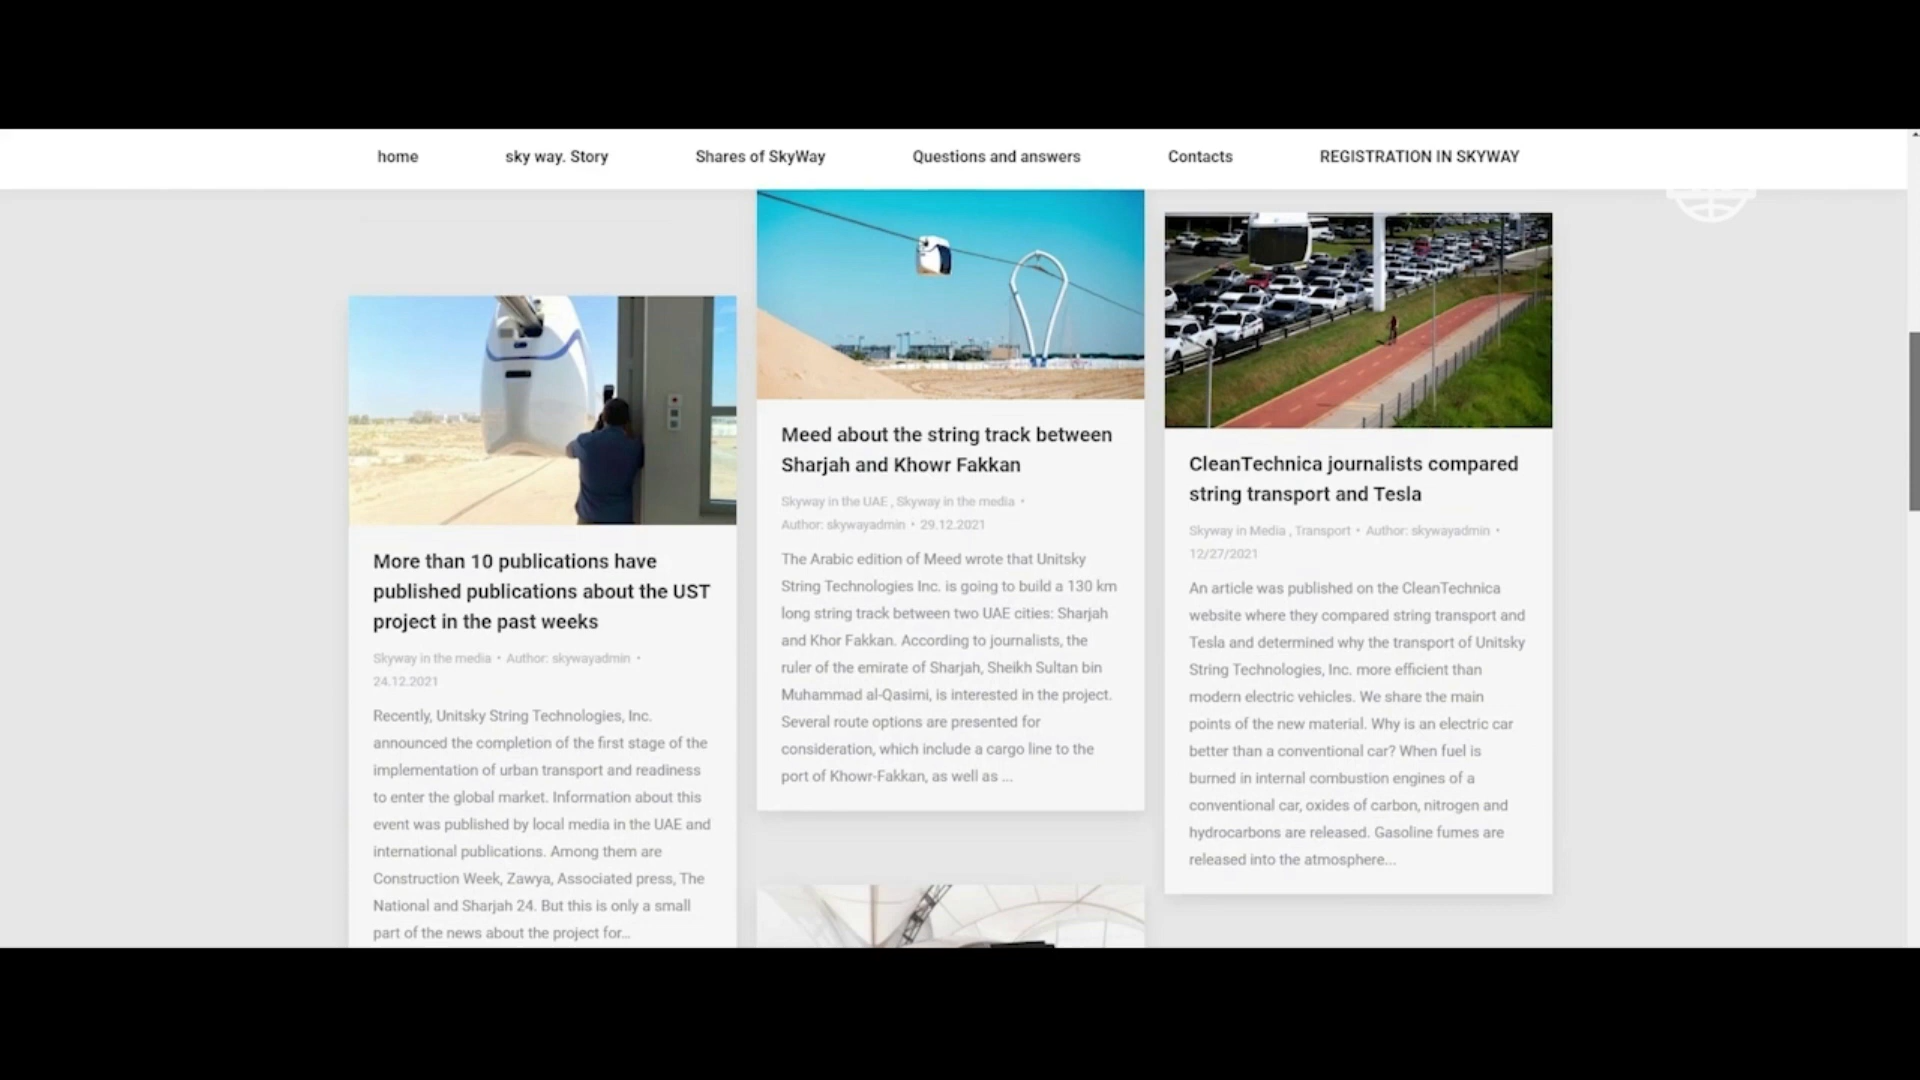 home sky way. Story Shares of SkyWay Questions and answers Contacts REGISTRATION IN SKYWAY
More than 10 publications have
published publications about the UST
project in the past weeks
Skyway in the media • Author: skywayadmin •
24.12.2021
Recently, Unitsky String Technologies, Inc.
announced the completion of the first stage of the
implementation of urban transport and readiness
to enter the global market. Information about this
event was published by local media in the UAE and
international publications. Among them are
Construction Week, Zawya, Associated press, The
National and Sharjah 24. But this is only a small
part of the news about the project for...
Meed about the string track between
Sharjah and Khowr Fakkan
Skyway in the UAE , Skyway in the media •
Author: skywayadmin • 29.12.2021
The Arabic edition of Meed wrote that Unitsky
String Technologies Inc. is going to build a 130 km
long string track between two UAE cities: Sharjah
and Khor Fakkan. According to journalists, the
ruler of the emirate of Sharjah, Sheikh Sultan bin
Muhammad al-Qasimi, is interested in the project.
Several route options are presented for
consideration, which include a cargo line to the
port of Khowr-Fakkan, as well as ...
CleanTechnica journalists compared
string transport and Tesla
Skyway in Media , Transport • Author: skywayadmin •
12/27/2021
An article was published on the CleanTechnica
website where they compared string transport and
Tesla and determined why the transport of Unitsky
String Technologies, Inc. more efficient than
modern electric vehicles. We share the main
points of the new material. Why is an electric car
better than a conventional car? When fuel is
burned in internal combustion engines of a
conventional car, oxides of carbon, nitrogen and
hydrocarbons are released. Gasoline fumes are
released into the atmosphere...